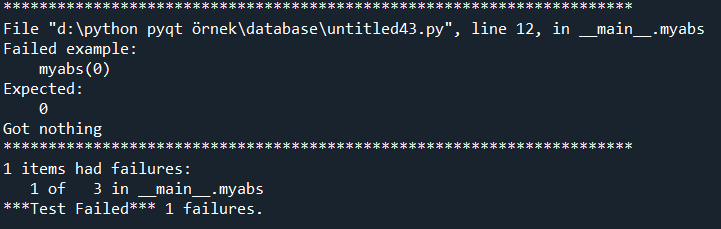 **********************************************************************
File "d:\python pyqt örnek\database\untitled43.py", line 12, in __main__.myabs
Failed example:
    myabs(0)
Expected:
    0
Got nothing
**********************************************************************
1 items had failures:
   1 of   3 in __main__.myabs
***Test Failed*** 1 failures.